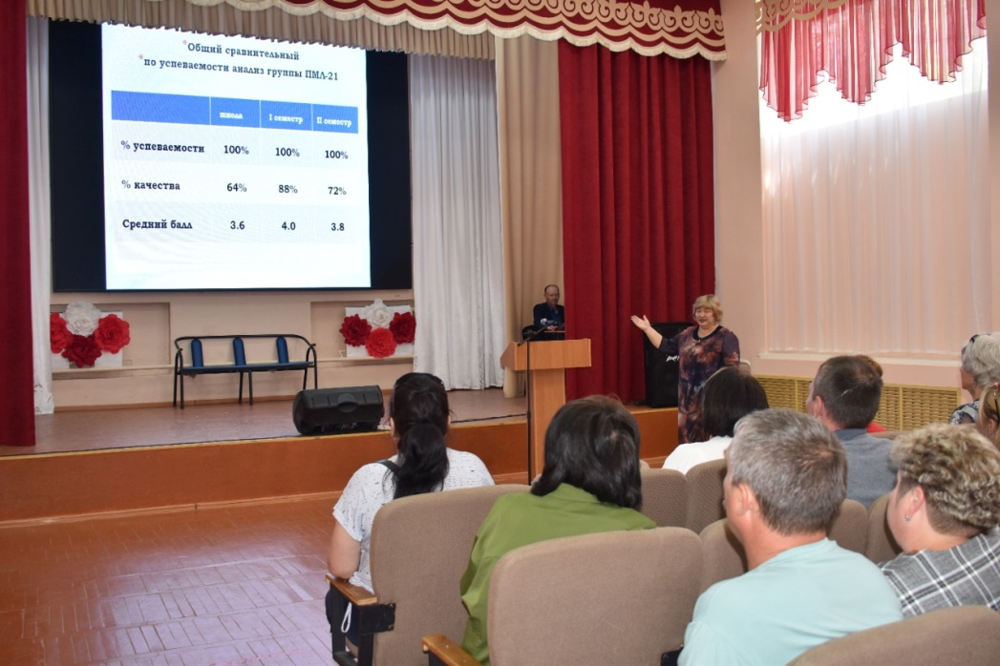 *Общий сравнительный
*по успеваемости анализ группы ПМЛ-21
школа I семестр II семестр
% успеваемости 100% 100% 100%
% качества 64% 88% 72%
Средний балл 3.6 4.0 3.8